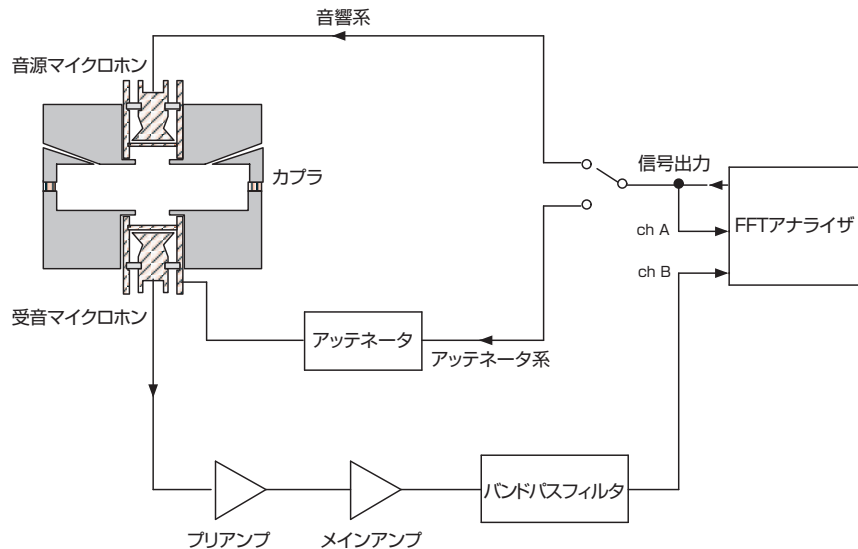 音響系
音源マイクロホン
カプラ
信号出力
ch A
FFTアナライザ
ch B
受音マイクロホン
アッテネータ
アッテネータ系
バンドパスフィルタ
プリアンプ
メインアンプ